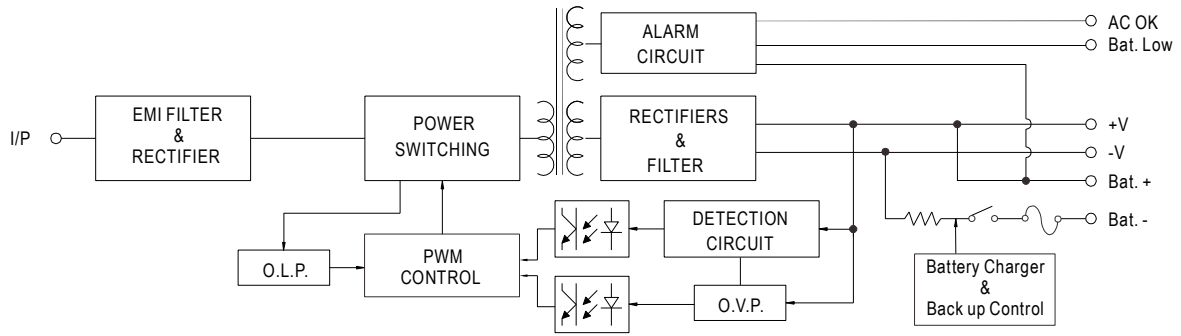 ALARM
CIRCUIT
AC OK
Bat. Low
I/P
EMI FILTER
&
RECTIFIER
POWER
SWITCHING
RECTIFIERS
&
FILTER
+V
-V
Bat. +
Bat. -
O.L.P.
PWM
CONTROL
DETECTION
CIRCUIT
O.V.P.
Battery Charger
&
Back up Control